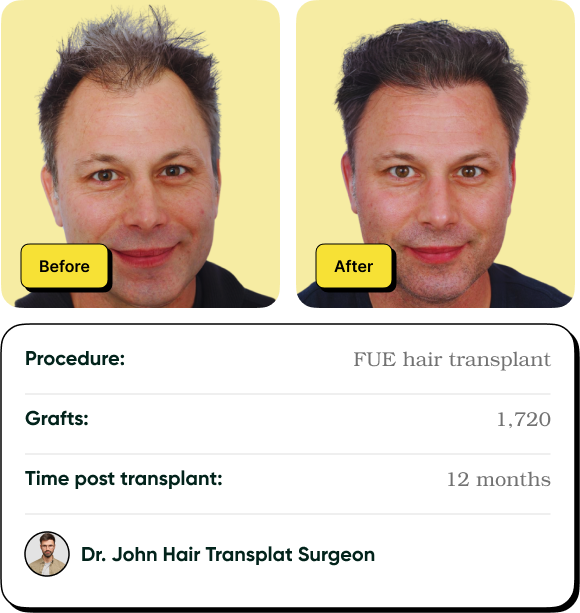 Before
After
Procedure: FUE hair transplant
Grafts: 1,720
Time post transplant: 12 months
Dr. John Hair Transplat Surgeon